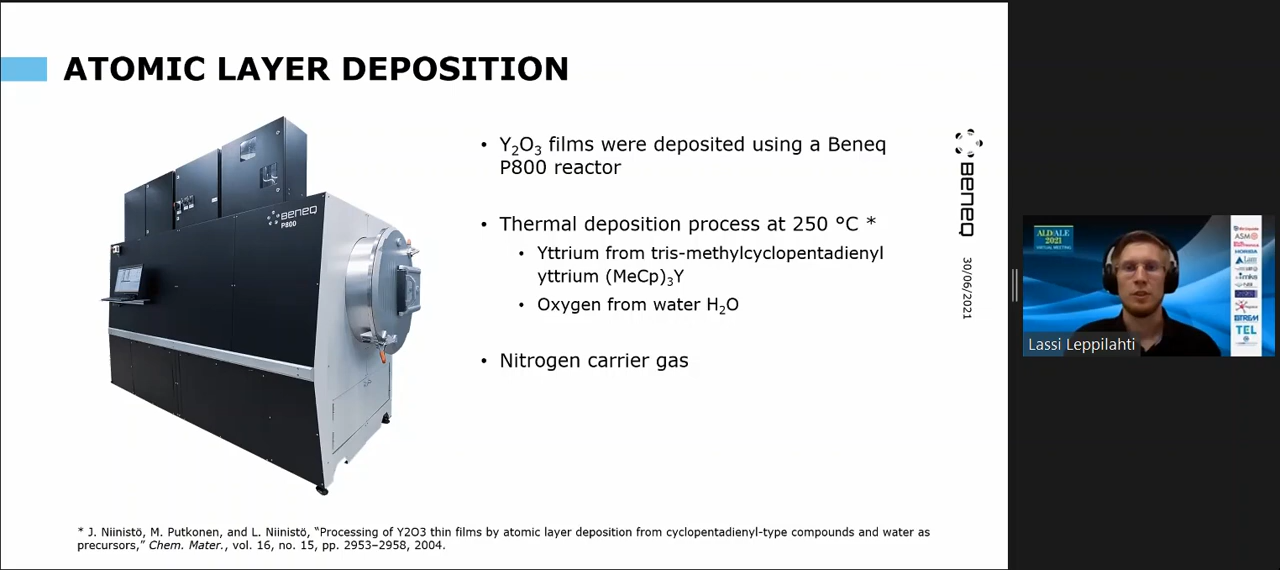 ATOMIC LAYER DEPOSITION
BENEQ
P800
• Y₂O₃ films were deposited using a Beneq
P800 reactor
• Thermal deposition process at 250 °C *
• Yttrium from tris-methylcyclopentadienyl
yttrium (MeCp)₃Y
• Oxygen from water H₂O
• Nitrogen carrier gas
BENEQ
30/06/2021
* J. Niinistö, M. Putkonen, and L. Niinistö, “Processing of Y2O3 thin films by atomic layer deposition from cyclopentadienyl-type compounds and water as
precursors,” Chem. Mater., vol. 16, no. 15, pp. 2953–2958, 2004.
ALD/ALE
2021
VIRTUAL MEETING
ASM
Lam
TEL
Lassi Leppilahti